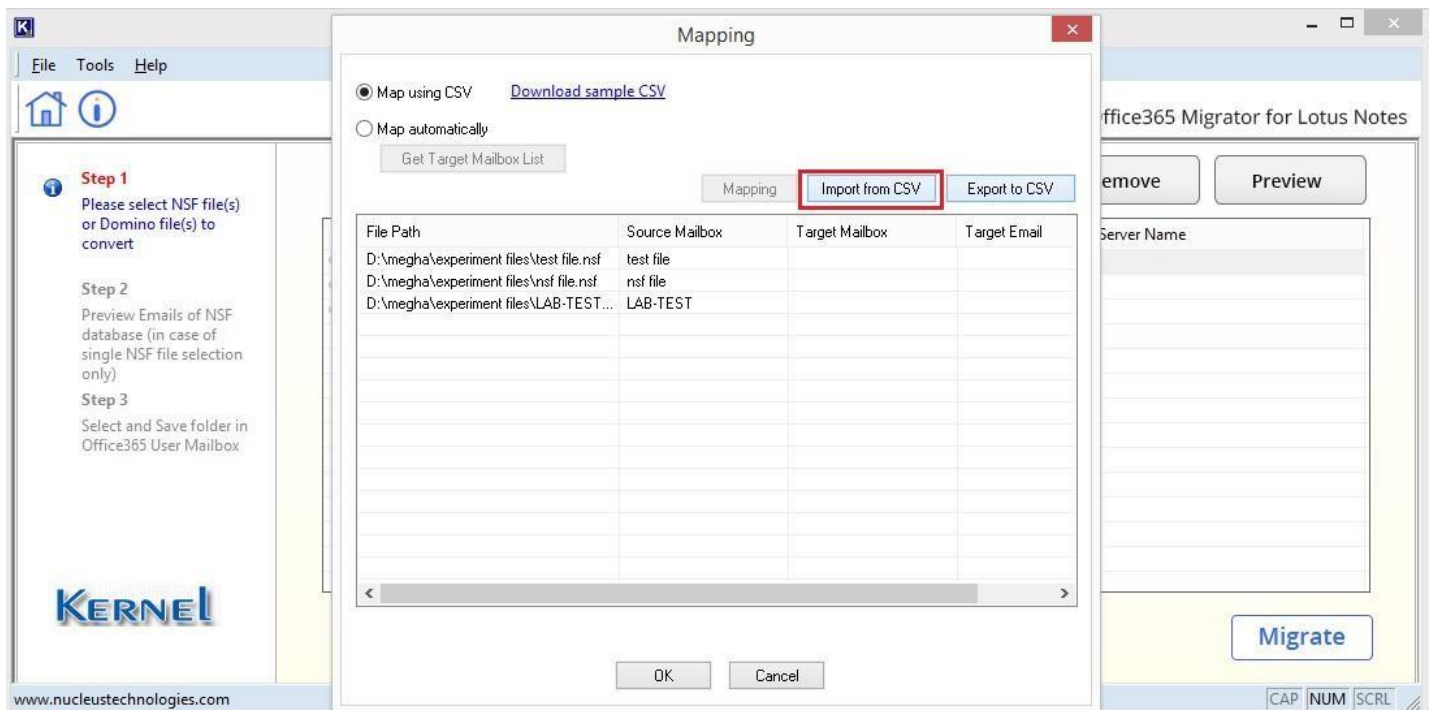 K
Mapping
File Tools Help
Map using CSV Download sample CSV
Map automatically
ffice365 Migrator for Lotus Notes
Get Target Mailbox List
Mapping Import from CSV Export to CSV
emove Preview
Step 1
Please select NSF file(s)
or Domino file(s) to
convert
Step 2
Preview Emails of NSF
database (in case of
single NSF file selection
only)
Step 3
Select and Save folder in
Office365 User Mailbox
File Path Source Mailbox Target Mailbox Target Email
D:\megha\experiment files\test file.nsf test file
D:\megha\experiment files\nsf file.nsf nsf file
D:\megha\experiment files\LAB-TEST... LAB-TEST
Server Name
KERNEL
Migrate
OK Cancel
www.nucleustechnologies.com
CAP NUM SCRL